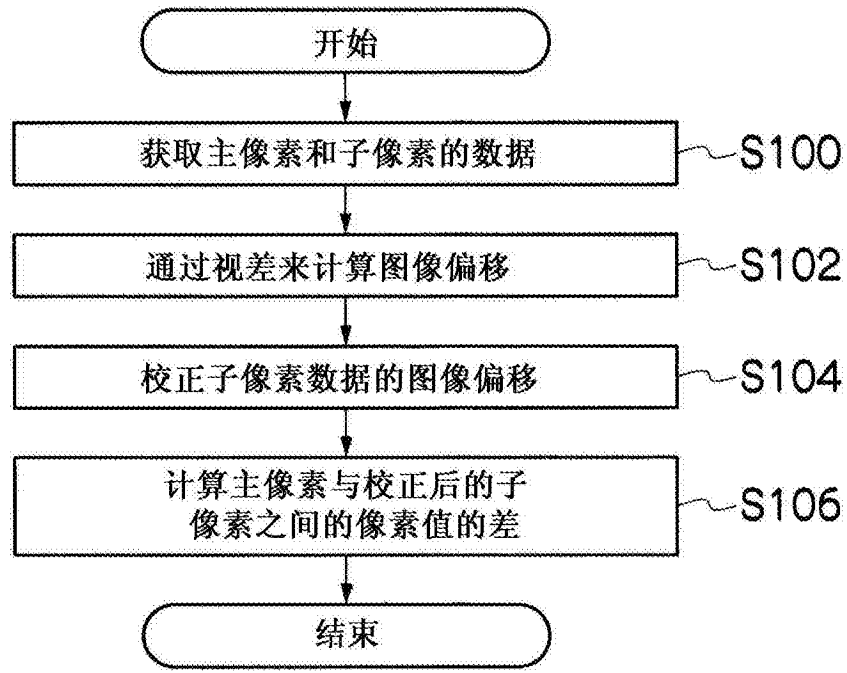 开始
获取主像素和子像素的数据
S100
通过视差来计算图像偏移
S102
校正子像素数据的图像偏移
S104
计算主像素与校正后的子
像素之间的像素值的差
S106
结束